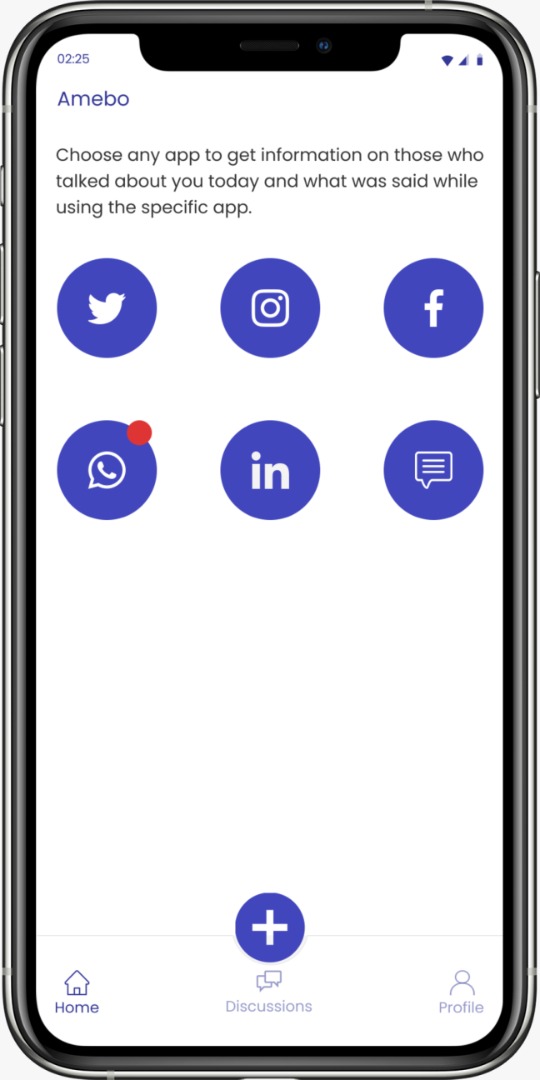 02:25
Amebo
Choose any app to get information on those who
talked about you today and what was said while
using the specific app.
in
Home
Discussions
Profile